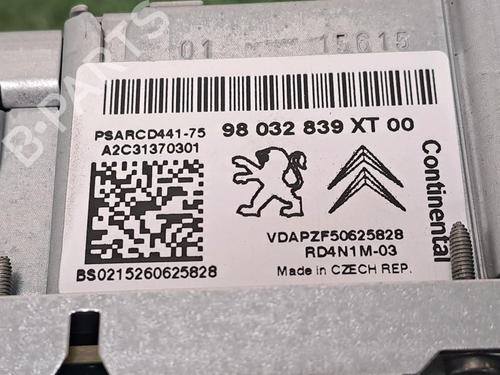 01 15615
PSARCD441-75 98 032 839 XT 00
A2C31370301
Continental
VDAPZF50625828
RD4N1M-03
BS0215260625828 Made in CZECH REP.
B-PARTS